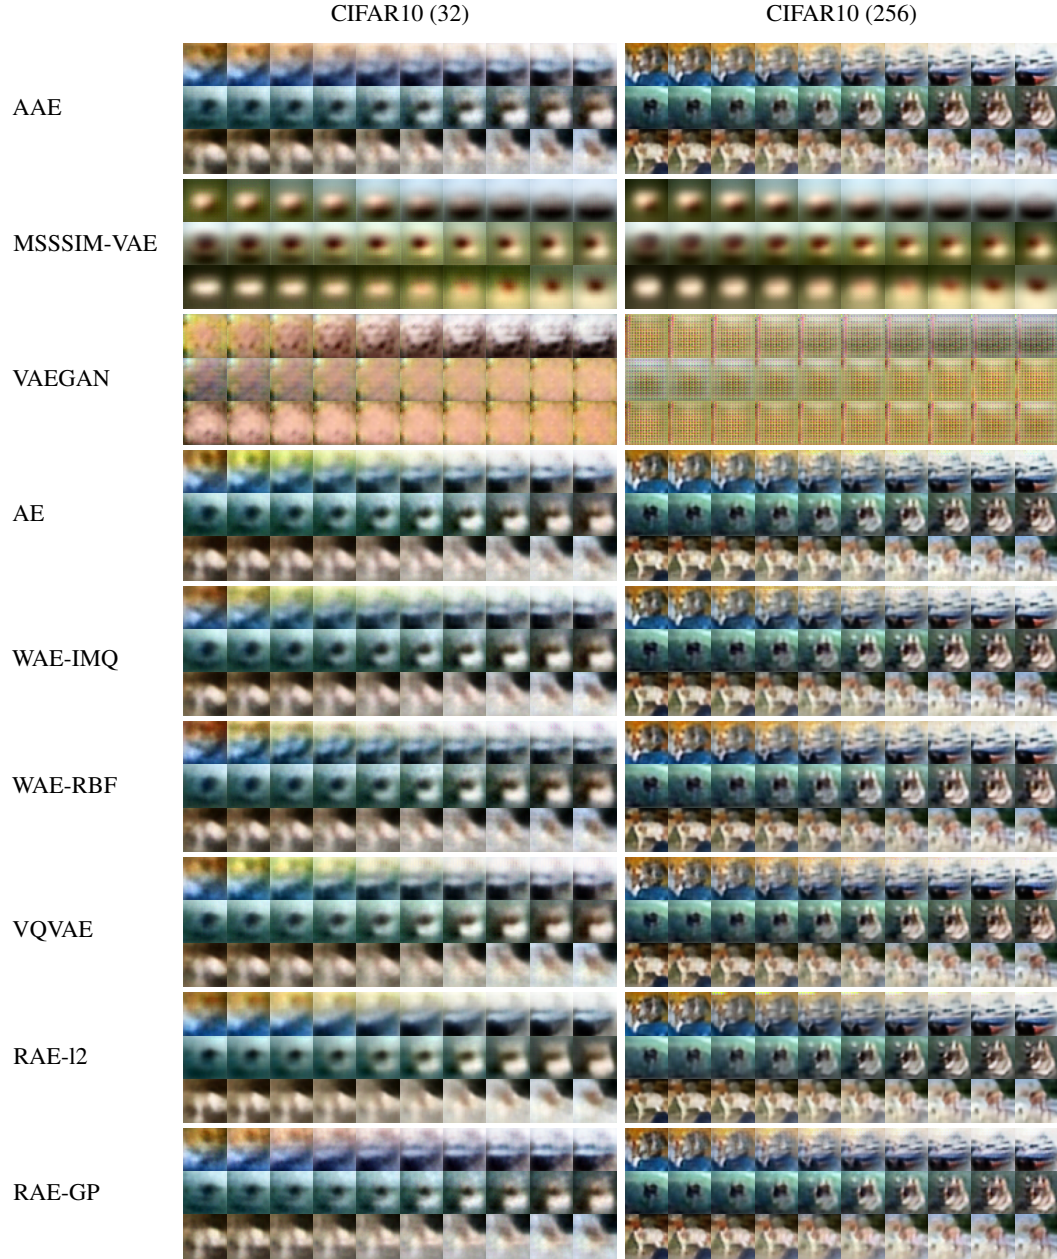 CIFAR10 (32) CIFAR10 (256)
AAE
MSSSIM-VAE
VAEGAN
AE
WAE-IMQ
WAE-RBF
VQVAE
RAE-l2
RAE-GP